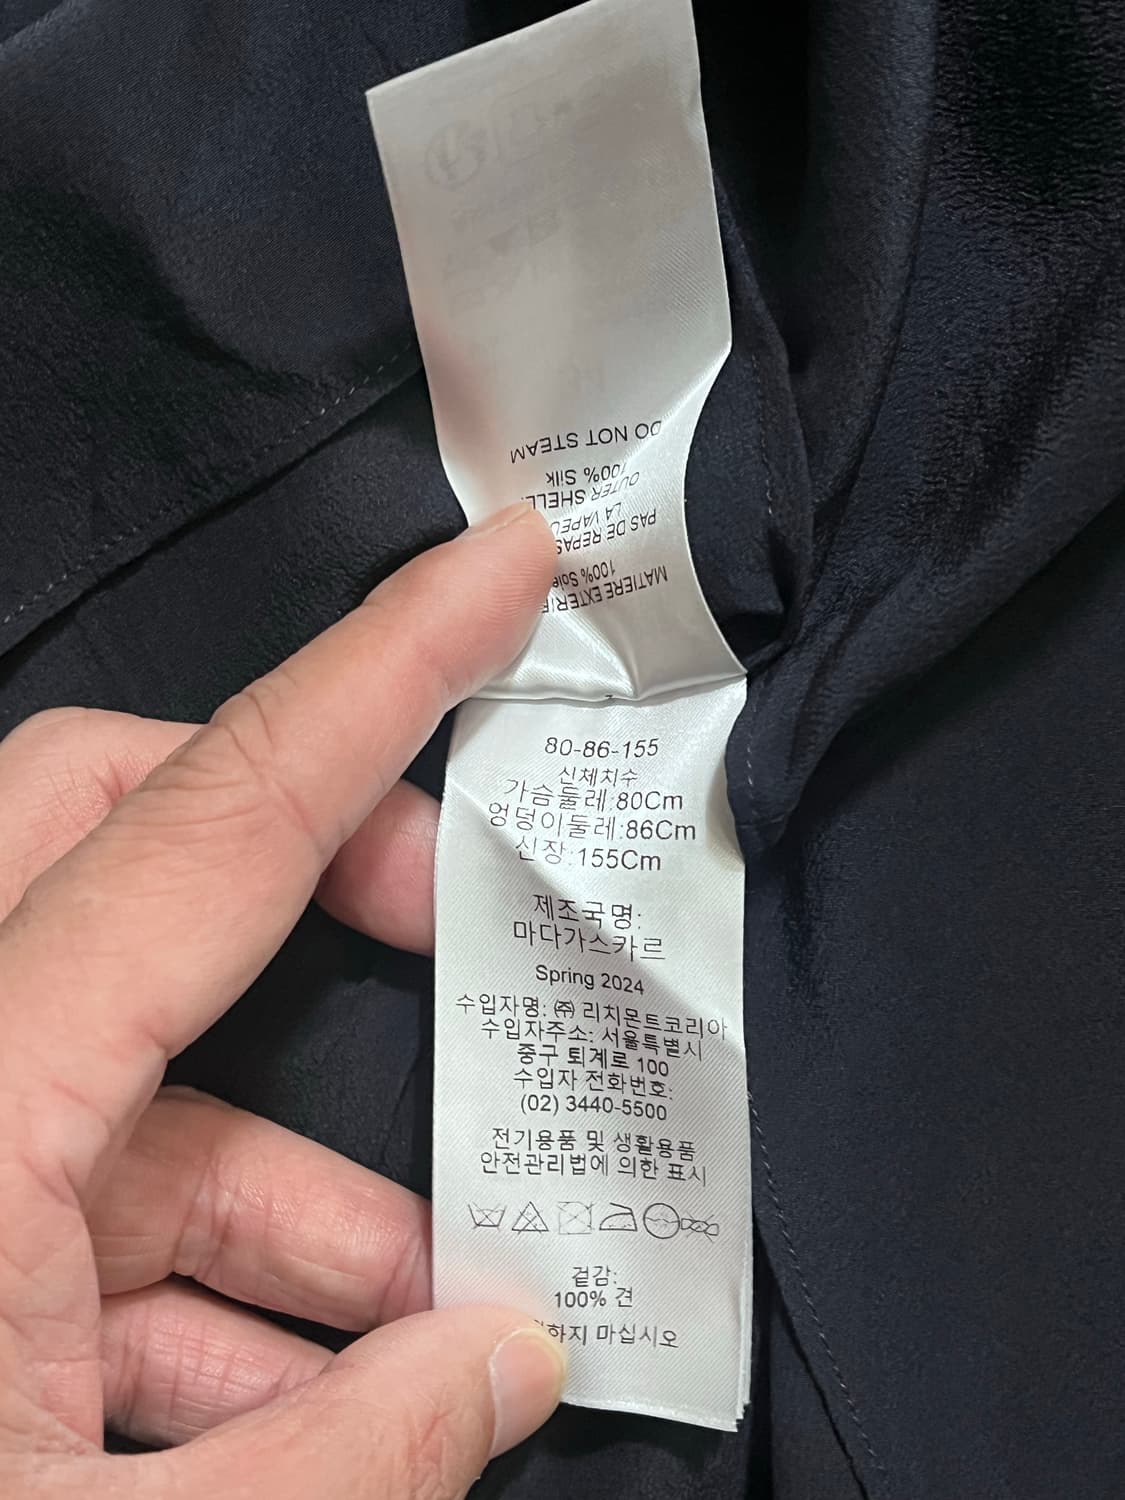 DO NOT STEAM
100% Silk
OUTER SHELL:
LA VAPEU
PAS DE REPAS
100% Soie
MATIERE EXTERIE
80-86-155
신체치수
가슴둘레:80Cm
엉덩이둘레:86Cm
신장:155Cm
제조국명:
마다가스카르
Spring 2024
수입자명: ㈜ 리치몬트코리아
수입자주소: 서울특별시
중구 퇴계로 100
수입자 전화번호:
(02) 3440-5500
전기용품 및 생활용품
안전관리법에 의한 표시
겉감:
100% 견
하지 마십시오